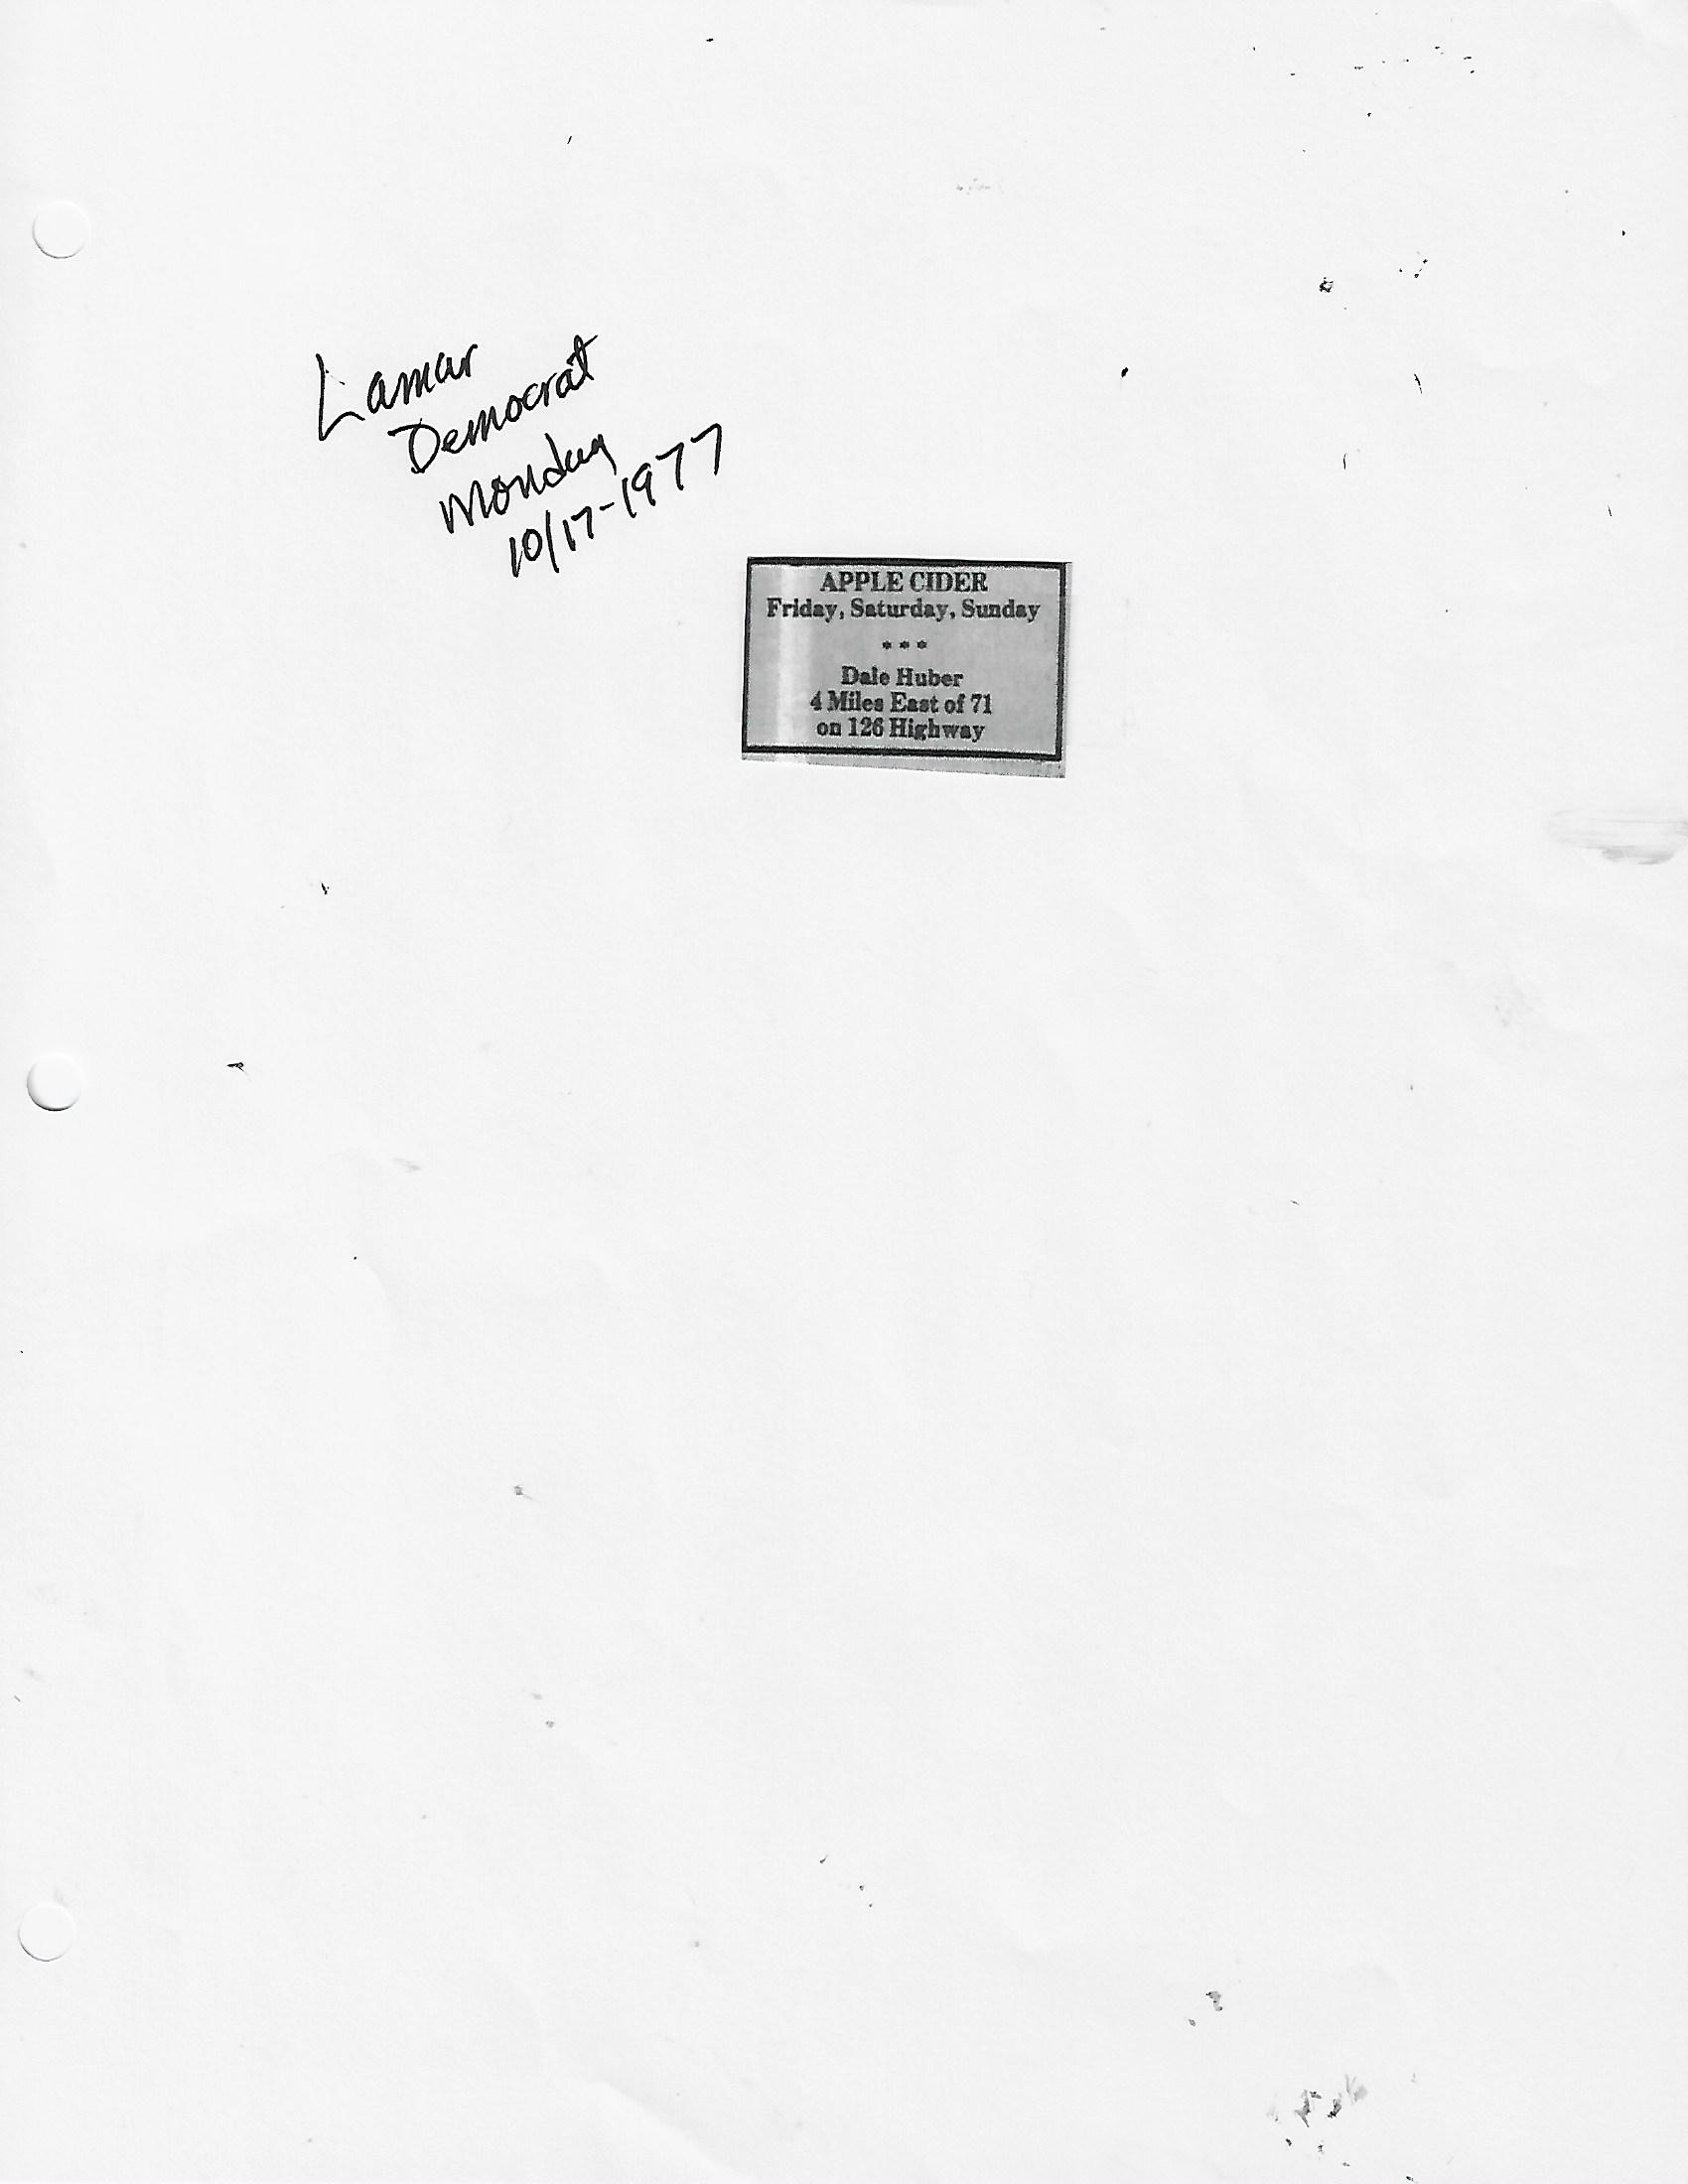 Lamar
Democrat
Monday
10/17-1977
APPLE CIDER
Friday, Saturday, Sunday
* * *
Dale Huber
4 Miles East of 71
on 126 Highway